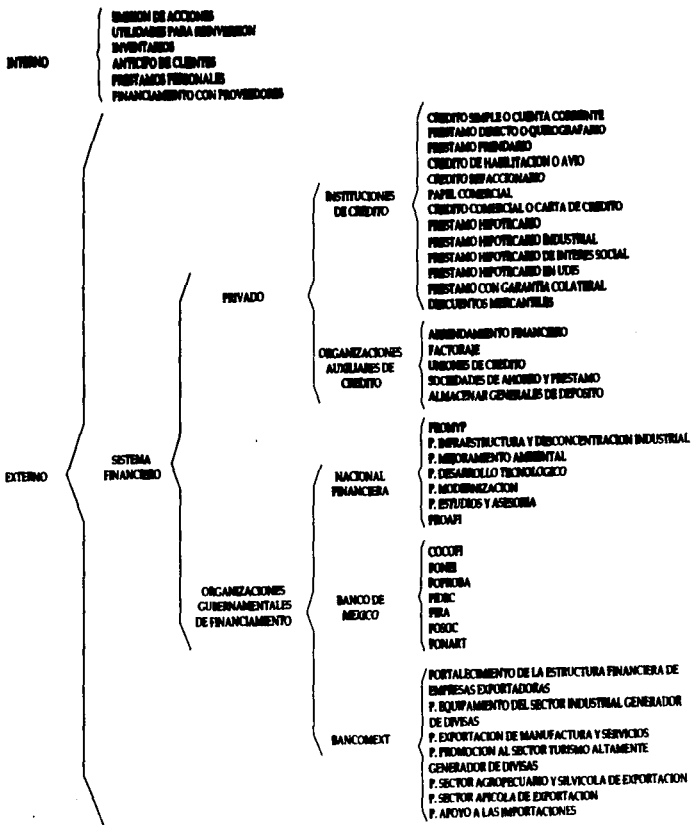 INTERNO
EMISION DE ACCIONES
UTILIDADES PARA REINVERSION
INVENTARIOS
ANTICIPO DE CLIENTES
PRESTAMOS PERSONALES
FINANCIAMIENTO CON PROVEEDORES
EXTERNO
SISTEMA
FINANCIERO
PRIVADO
INSTITUCIONES
DE CREDITO
CREDITO SIMPLE O CUENTA CORRIENTE
PRESTAMO DIRECTO O QUIROGRAFARIO
PRESTAMO PRENDARIO
CREDITO DE HABILITACION O AVIO
CREDITO REFACCIONARIO
PAPEL COMERCIAL
CREDITO COMERCIAL O CARTA DE CREDITO
PRESTAMO HIPOTECARIO
PRESTAMO HIPOTECARIO INDUSTRIAL
PRESTAMO HIPOTECARIO DE INTERES SOCIAL
PRESTAMO HIPOTECARIO EN UDIS
PRESTAMO CON GARANTIA COLATERAL
DESCUENTOS MERCANTILES
ORGANIZACIONES
AUXILIARES DE
CREDITO
ARRENDAMIENTO FINANCIERO
FACTORAJE
UNIONES DE CREDITO
SOCIEDADES DE AHORRO Y PRESTAMO
ALMACENAR GENERALES DE DEPOSITO
ORGANIZACIONES
GUBERNAMENTALES
DE FINANCIAMIENTO
NACIONAL
FINANCIERA
PROMYP
P. INFRAESTRUCTURA Y DESCONCENTRACION INDUSTRIAL
P. MEJORAMIENTO AMBIENTAL
P. DESARROLLO TECNOLOGICO
P. MODERNIZACION
P. ESTUDIOS Y ASESORIA
PROAFI
BANCO DE
MEXICO
COCOFI
FONEI
FOPROBA
FIDEC
FIRA
FOSOC
FONART
BANCOMEXT
FORTALECIMIENTO DE LA ESTRUCTURA FINANCIERA DE
EMPRESAS EXPORTADORAS
P. EQUIPAMIENTO DEL SECTOR INDUSTRIAL GENERADOR
DE DIVISAS
P. EXPORTACION DE MANUFACTURA Y SERVICIOS
P. PROMOCION AL SECTOR TURISMO ALTAMENTE
GENERADOR DE DIVISAS
P. SECTOR AGROPECUARIO Y SILVICOLA DE EXPORTACION
P. SECTOR APICOLA DE EXPORTACION
P. APOYO A LAS IMPORTACIONES